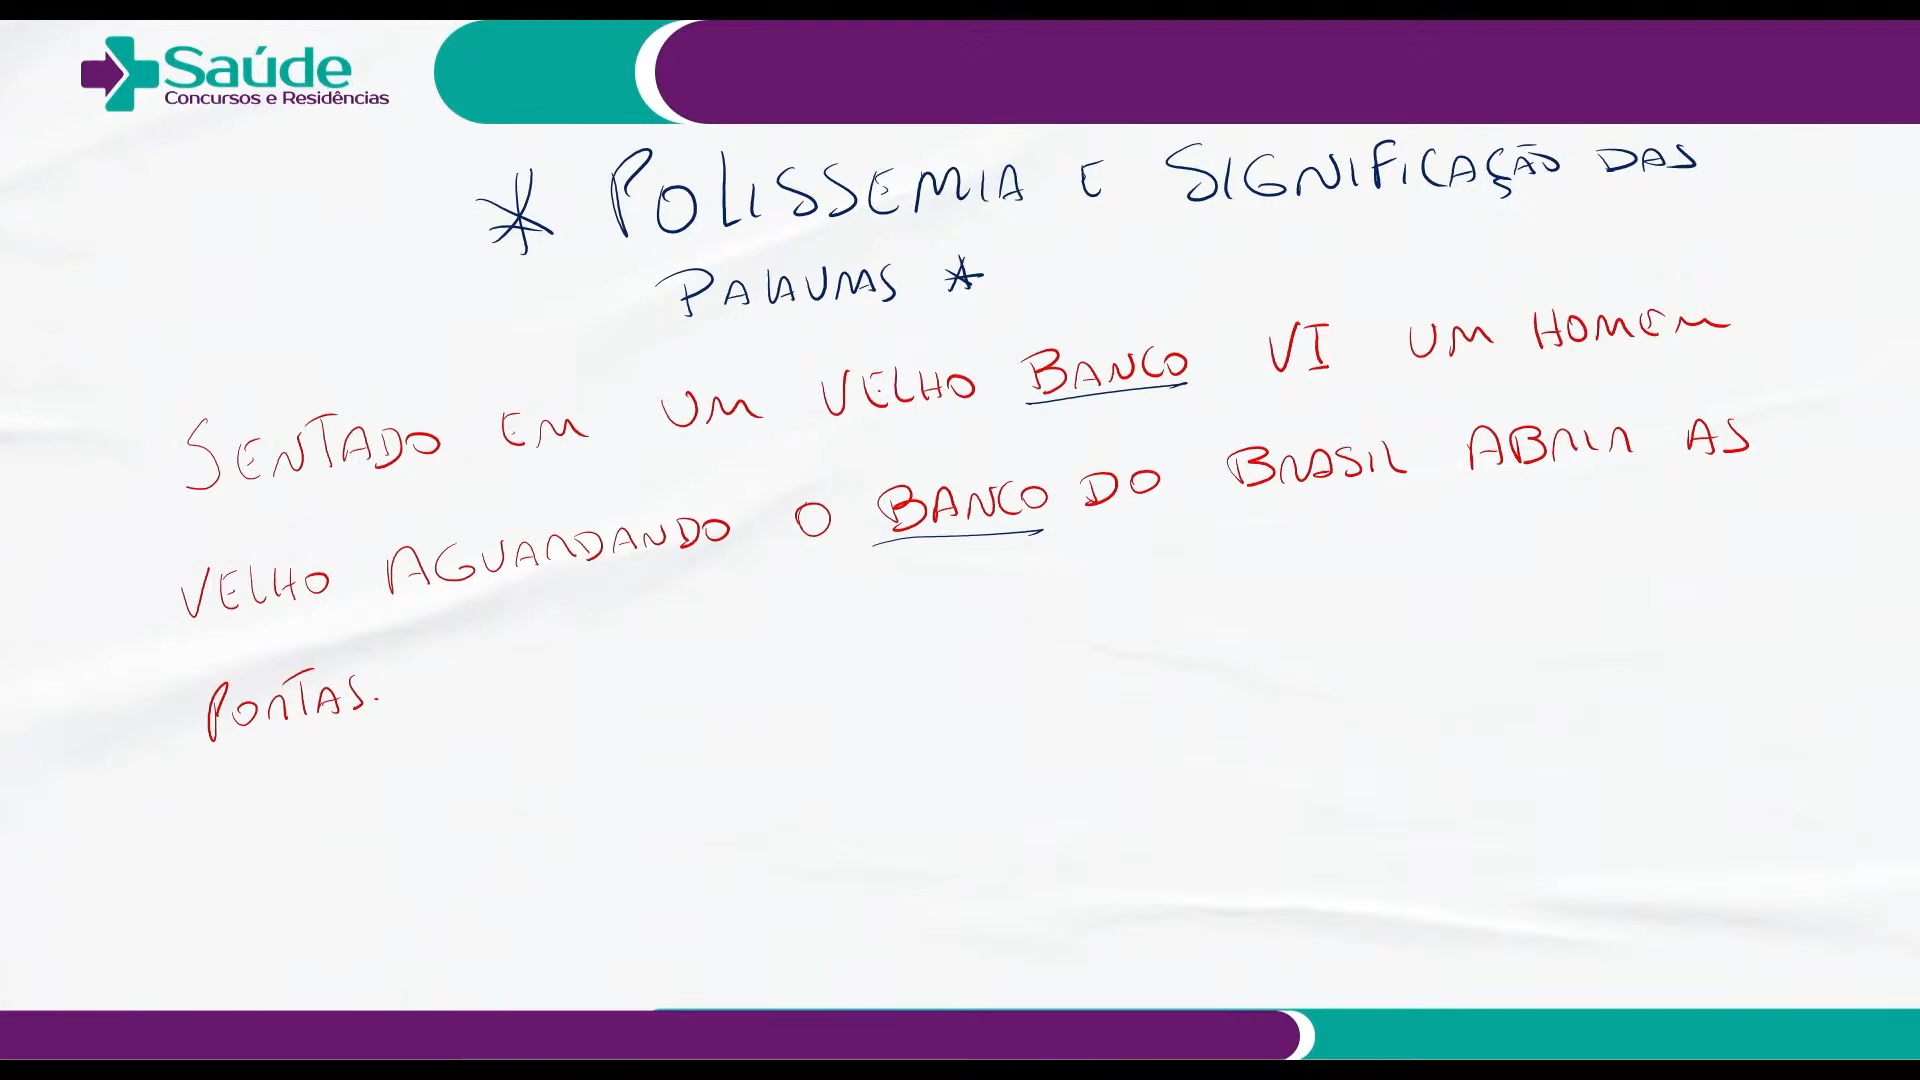 Saúde
Concursos e Residências
* POLISSEMIA E SIGNIFICAÇÃO DAS
PALAVRAS *
SENTADO EM UM VELHO BANCO VI UM HOMEM
VELHO AGUARDANDO O BANCO DO BRASIL ABRIR AS
PORTAS.